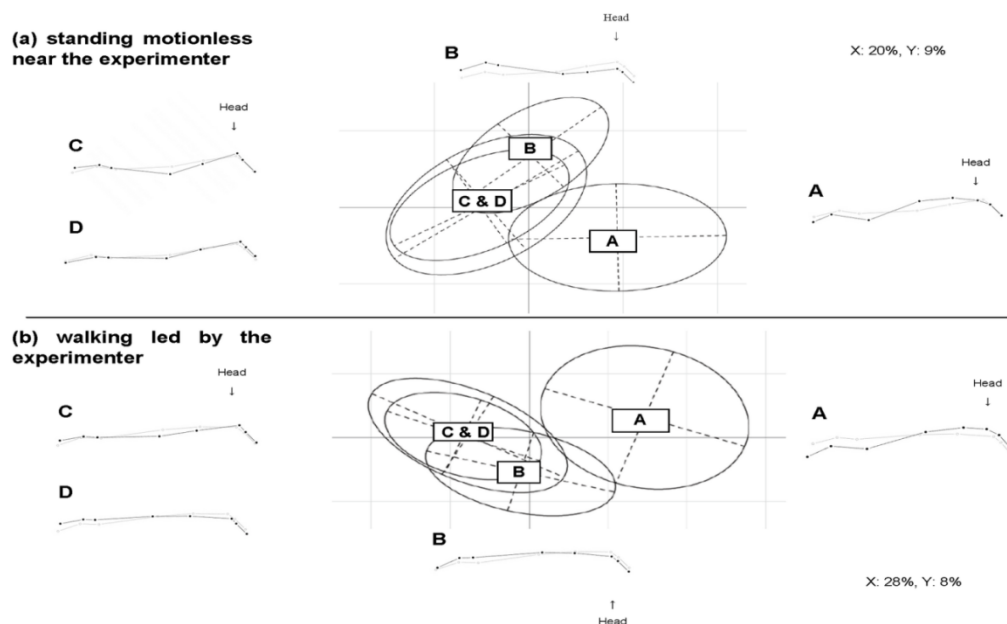 (a) standing motionless
near the experimenter
Head
↓
B
X: 20%, Y: 9%
Head
↓
C
B
Head
↓
A
C & D
D
A
(b) walking led by the
experimenter
Head
↓
C
Head
↓
A
A
C & D
B
D
B
X: 28%, Y: 8%
↑
Head